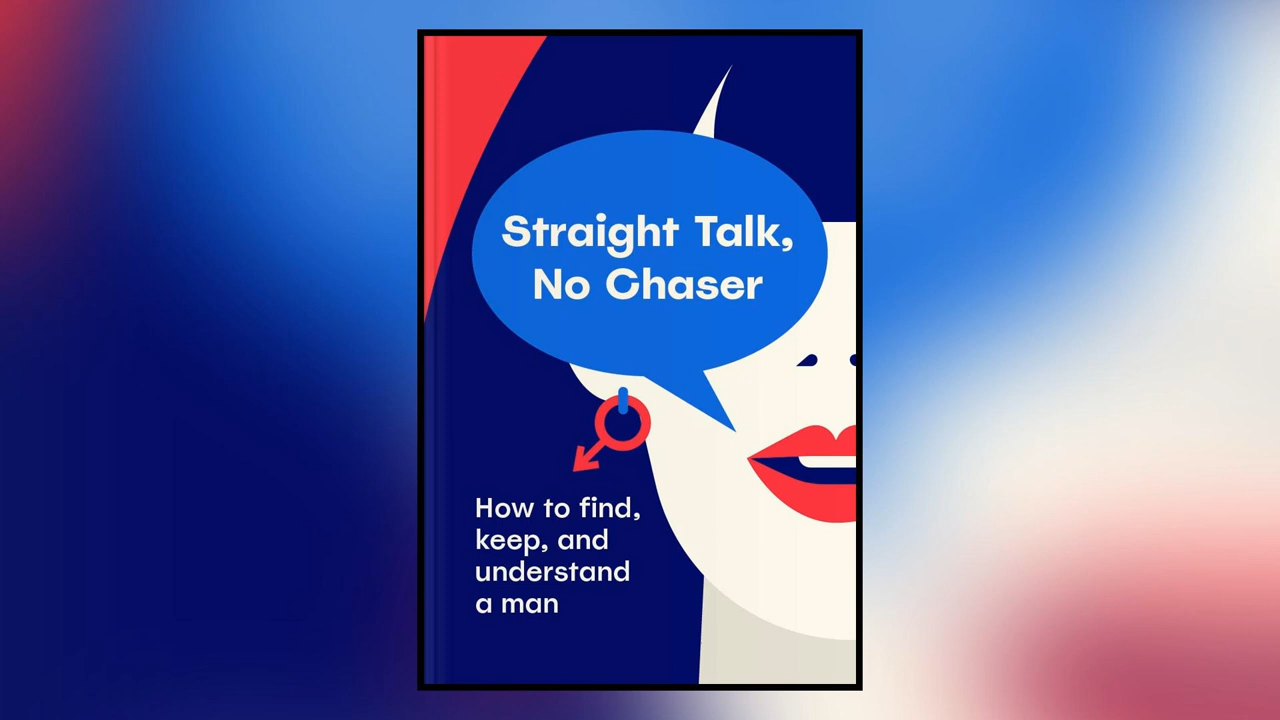 Straight Talk,
No Chaser
How to find,
keep, and
understand
a man